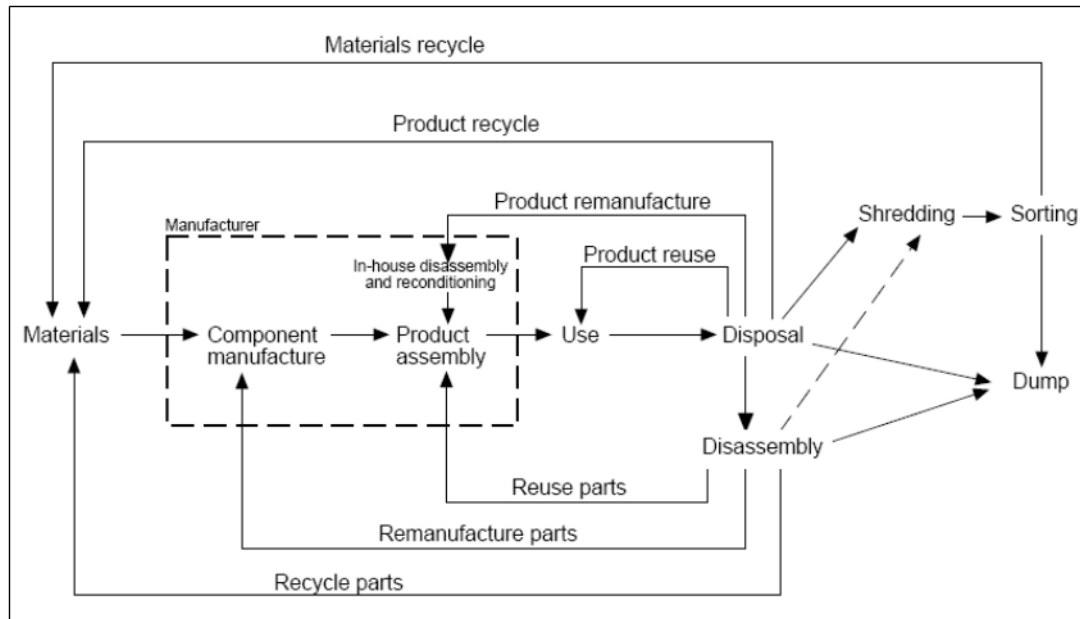 Materials recycle
Product recycle
Product remanufacture
Shredding
Sorting
Manufacturer
Product reuse
In-house disassembly
and reconditioning
Materials
Component
manufacture
Product
assembly
Use
Disposal
Dump
Disassembly
Reuse parts
Remanufacture parts
Recycle parts